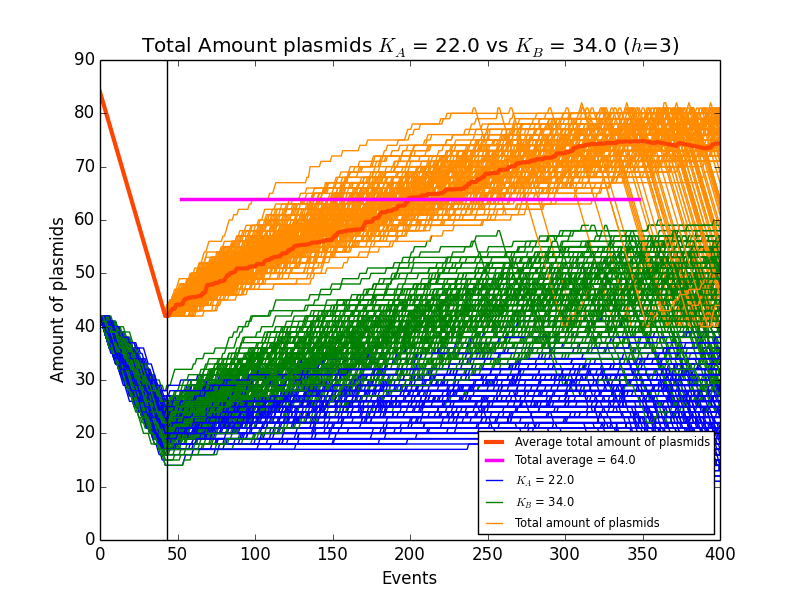 Total Amount plasmids K_A = 22.0 vs K_B = 34.0 (h=3)
90
80
70
60
50
40
30
20
10
0
Amount of plasmids
Average total amount of plasmids
Total average = 64.0
K_A = 22.0
K_B = 34.0
Total amount of plasmids
0 50 100 150 200 250 300 350 400
Events